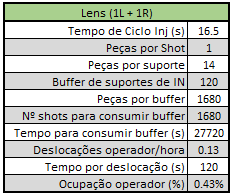 Lens (1L + 1R)
Tempo de Ciclo Inj (s) 16.5
Peças por Shot 1
Peças por suporte 14
Buffer de suportes de IN 120
Peças por buffer 1680
Nº shots para consumir buffer 1680
Tempo para consumir buffer (s) 27720
Deslocações operador/hora 0.13
Tempo por deslocação (s) 120
Ocupação operador (%) 0.43%